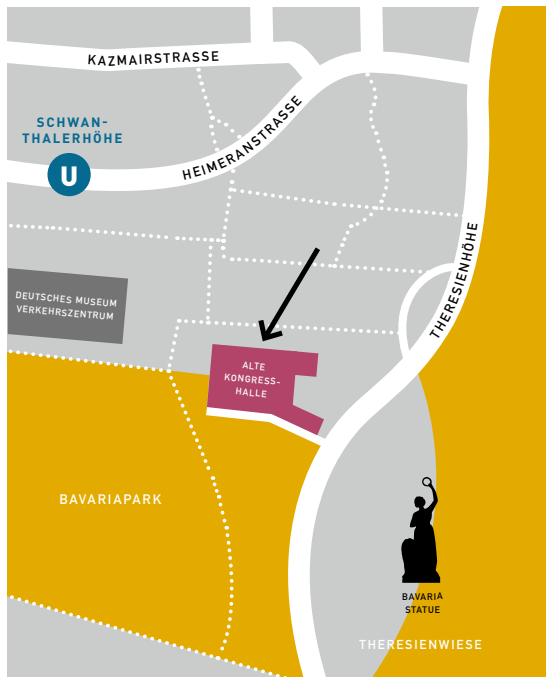 KAZMAIRSTRASSE
SCHWAN-
THALERHÖHE
U
HEIMERANSTRASSE
THERESIENHÖHE
DEUTSCHES MUSEUM
VERKEHRSZENTRUM
ALTE
KONGRESS-
HALLE
BAVARIAPARK
BAVARIA
STATUE
THERESIENWIESE